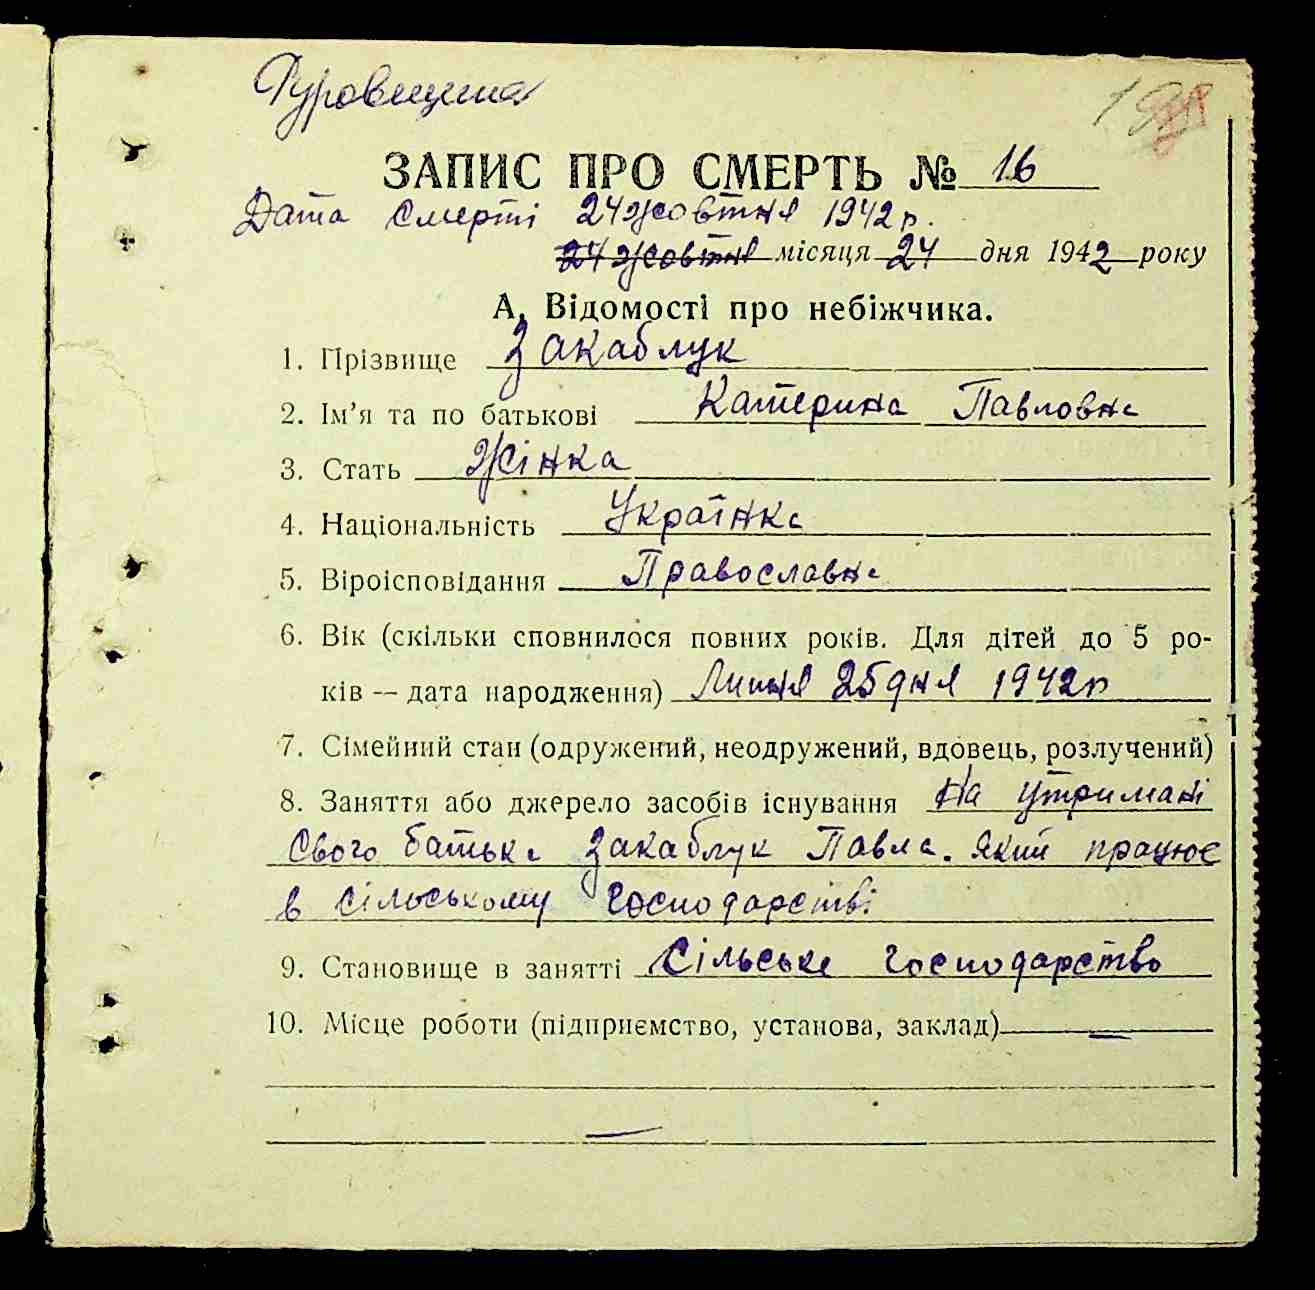 Фуровщина
ЗАПИС ПРО СМЕРТЬ № 16
Дата смерті 24 жовтня 1942 р.
24 жовтня місяця 24 дня 1942 року
А. Відомості про небіжчика.
1. Прізвище Закаблук
2. Ім'я та по батькові Катерина Павловна
3. Стать Жінка
4. Національність Українка
5. Віроісповідання Православна
6. Вік (скільки сповнилося повних років. Для дітей до 5 ро-
ків — дата народження) Липня 25 дня 1942 р
7. Сімейний стан (одружений, неодружений, вдовець, розлучений)
8. Заняття або джерело засобів існування На утримані
свого батька Закаблук Павла. який працює
в сільському господарстві
9. Становище в занятті Сільське господарство
10. Місце роботи (підприємство, установа, заклад) —
—